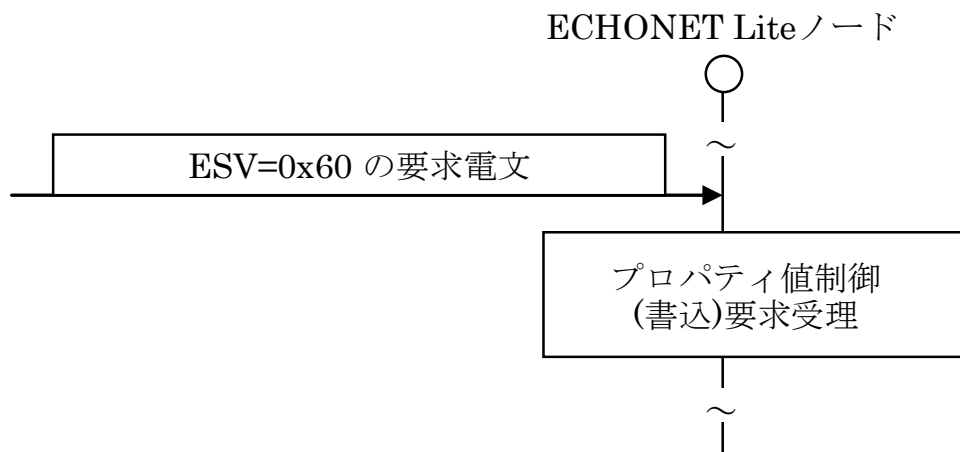 ECHONET Liteノード
～
ESV=0x60 の要求電文
プロパティ値制御
(書込)要求受理
～